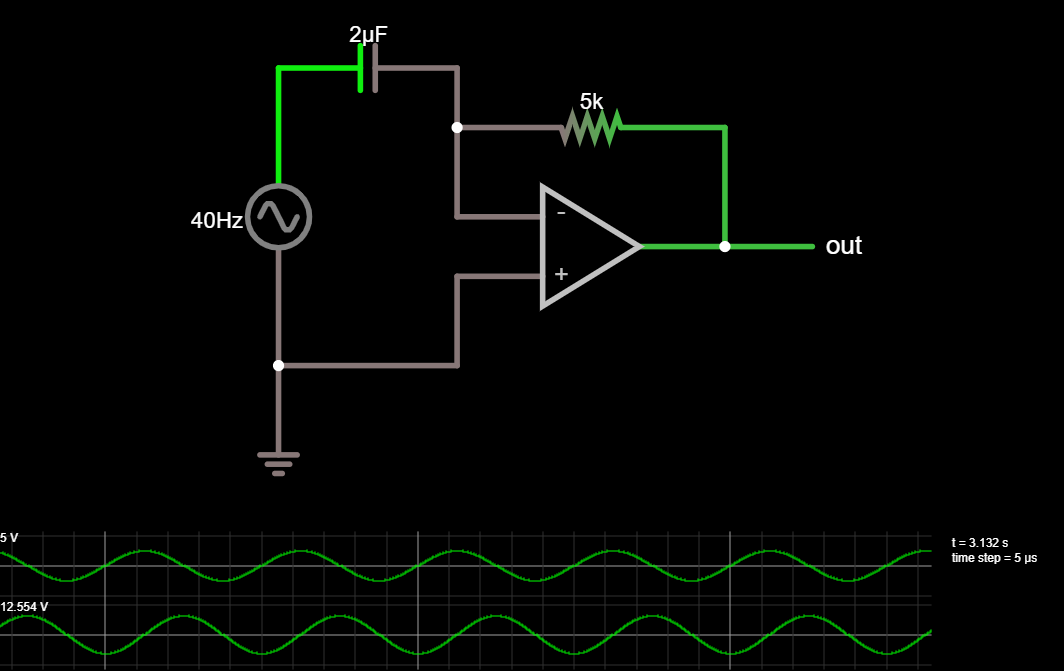 2µF
5k
-
40Hz
out
+
5 V
t = 3.132 s
time step = 5 µs
12.554 V